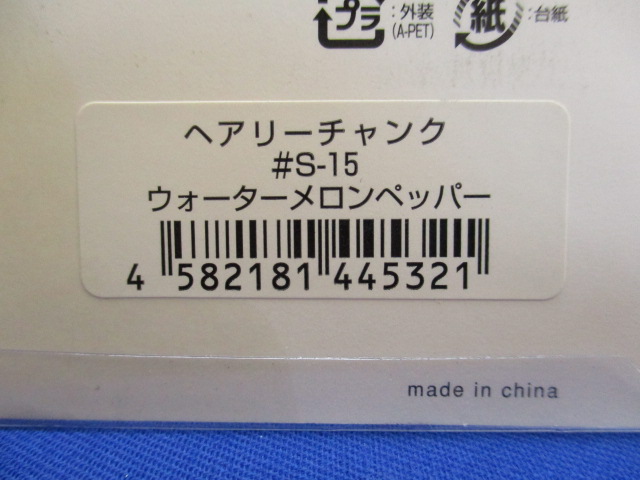 プラ :外装 紙 :台紙
(A-PET)
ヘアリーチャンク
#S-15
ウォーターメロンペッパー
4 582181 445321
made in china